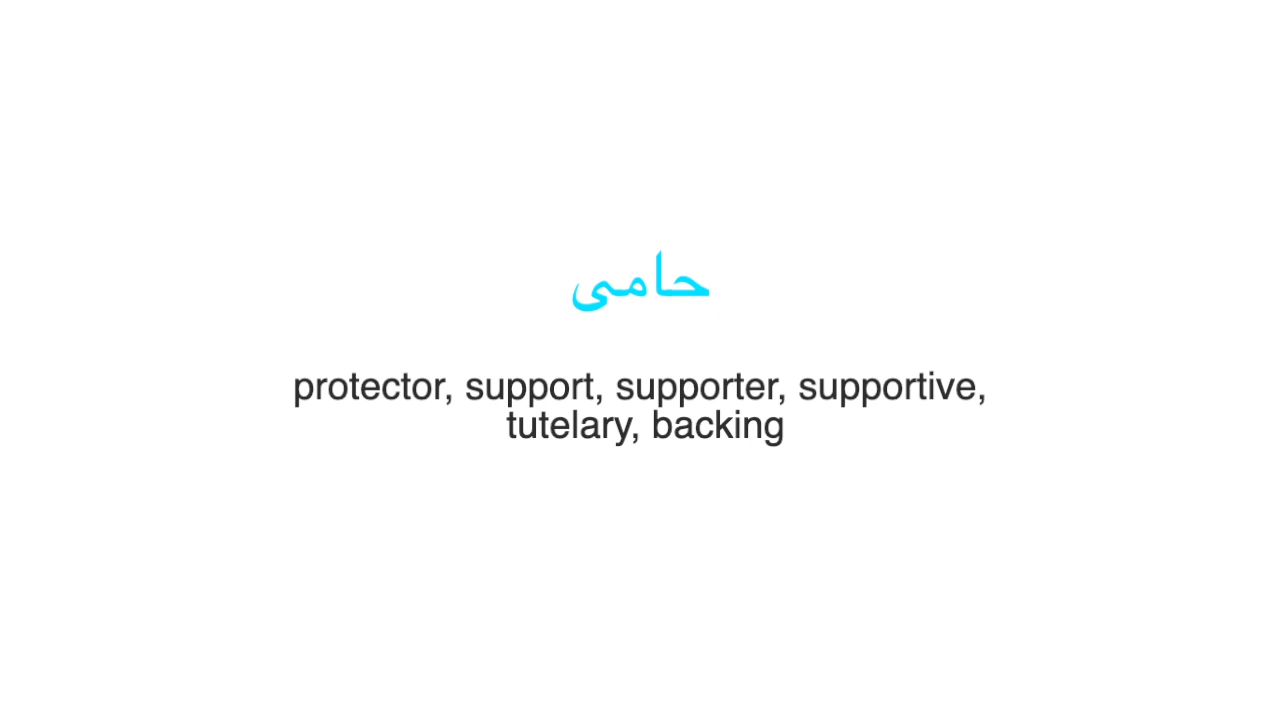 حامی
protector, support, supporter, supportive,
tutelary, backing